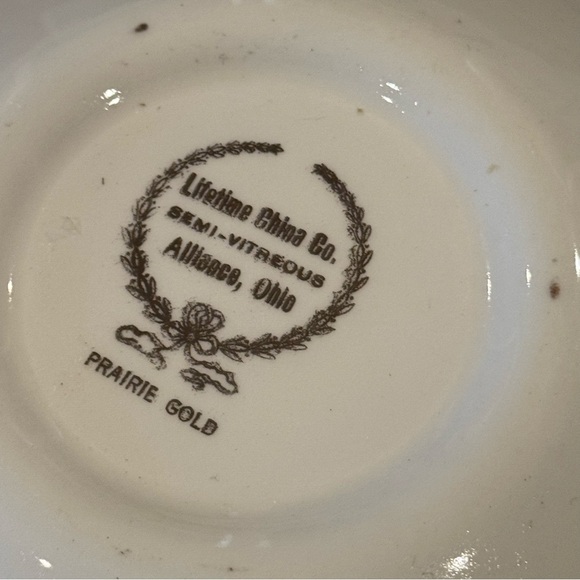 Lifetime China Co.
SEMI-VITREOUS
Alliance, Ohio
PRAIRIE GOLD